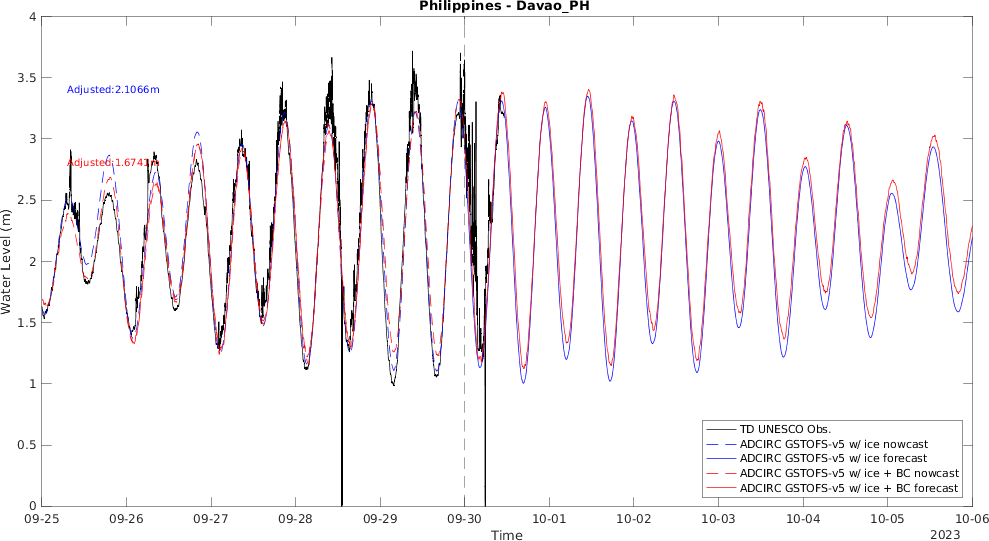 Philippines - Davao_PH
4
3.5
3
2.5
2
1.5
1
0.5
0
Water Level (m)
Adjusted:2.1066m
Adjusted:1.6741m
TD UNESCO Obs.
ADCIRC GSTOFS-v5 w/ ice nowcast
ADCIRC GSTOFS-v5 w/ ice forecast
ADCIRC GSTOFS-v5 w/ ice + BC nowcast
ADCIRC GSTOFS-v5 w/ ice + BC forecast
09-25 09-26 09-27 09-28 09-29 09-30 10-01 10-02 10-03 10-04 10-05 10-06
Time
2023